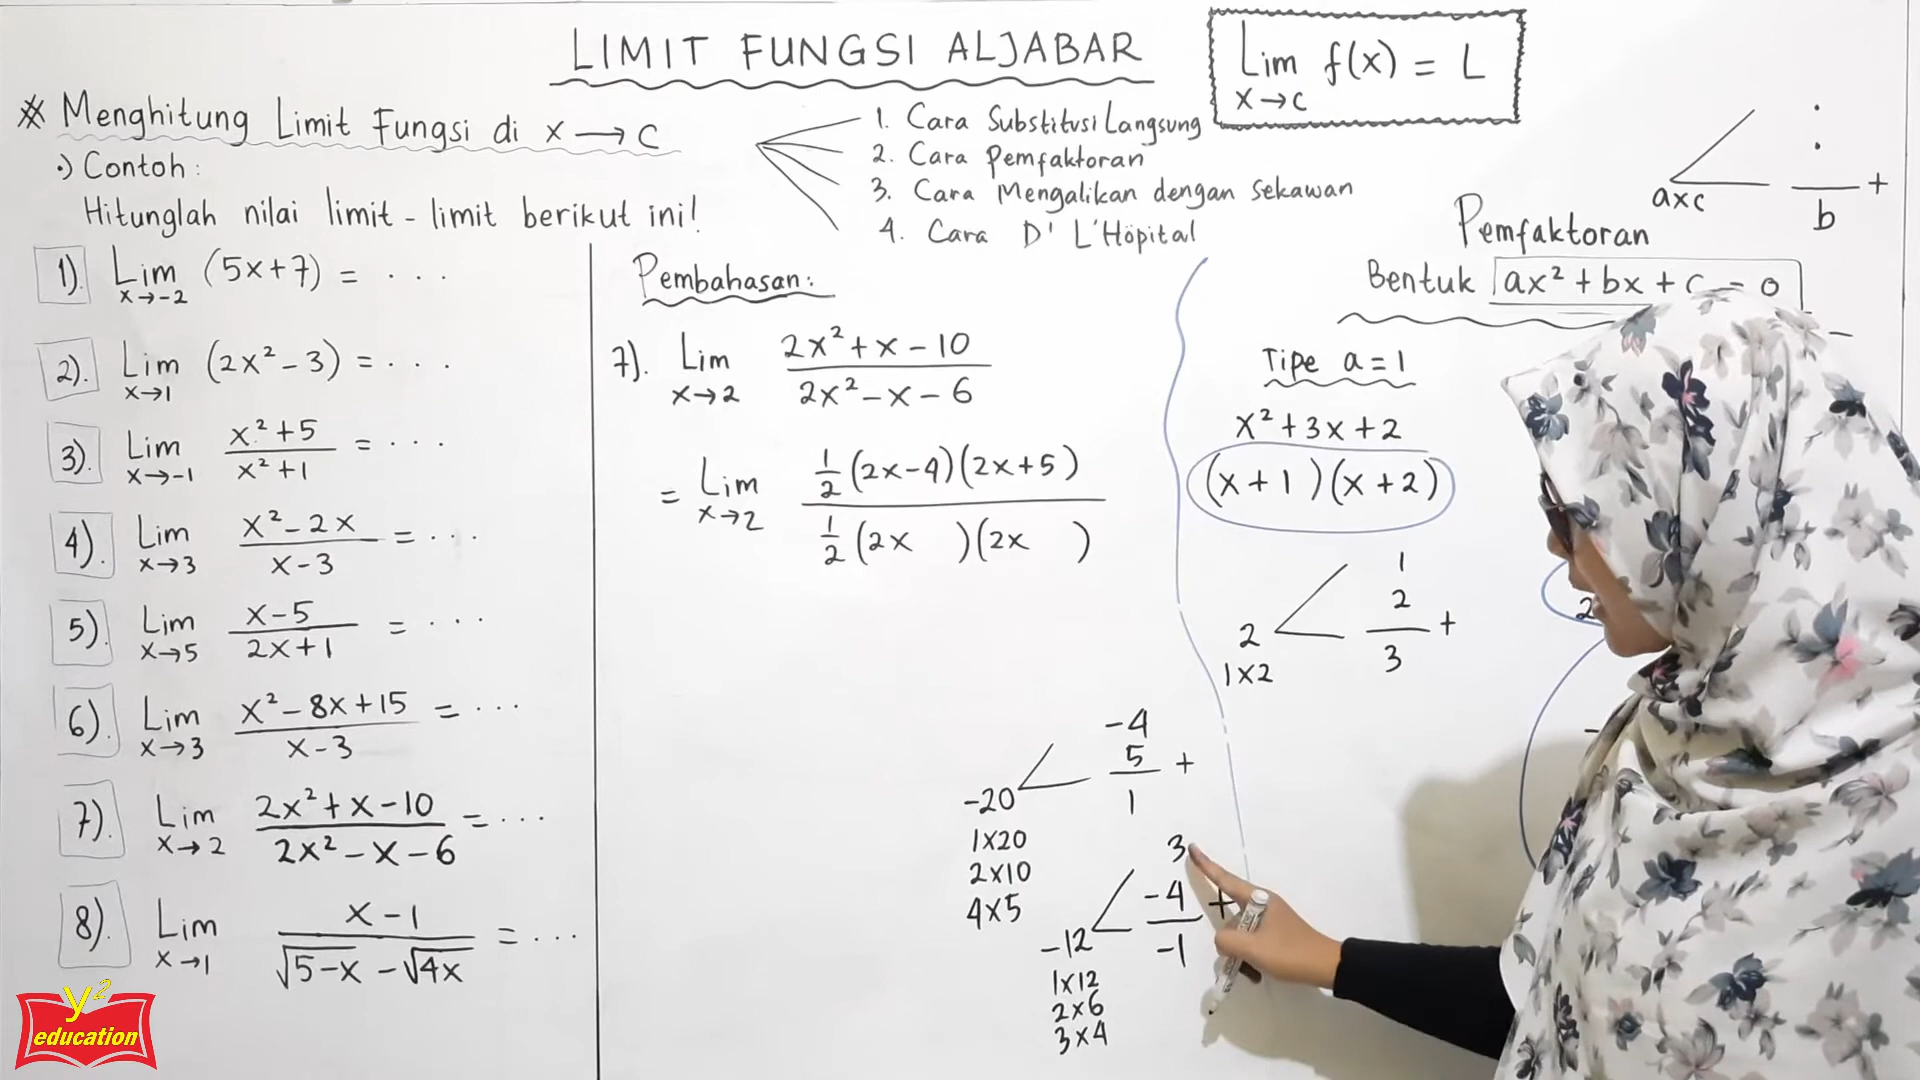 LIMIT FUNGSI ALJABAR
Lim f(x) = L
x→c
* Menghitung Limit Fungsi di x → c
•) Contoh:
Hitunglah nilai limit - limit berikut ini!
1. Cara Substitusi Langsung
2. Cara Pemfaktoran
3. Cara Mengalikan dengan Sekawan
4. Cara D' L'Hôpital
1). Lim (5x+7) = . . .
x→-2
2). Lim (2x² - 3) = . . .
x→1
3). Lim x²+5 / x²+1 = . . .
x→-1
4). Lim x²-2x / x-3 = . . .
x→3
5). Lim x-5 / 2x+1 = . . .
x→5
6). Lim x²-8x+15 / x-3 = . . .
x→3
7). Lim 2x²+x-10 / 2x²-x-6 = . . .
x→2
8). Lim x-1 / √5-x - √4x = . . .
x→1
Pembahasan:
7). Lim 2x²+x-10 / 2x²-x-6
x→2
= Lim ½(2x-4)(2x+5) / ½(2x )(2x )
x→2
-4
5 +
-20
1
1x20
2x10
4x5
3
-4 +
-12
-1
1x12
2x6
3x4
:
axc
+
b
Pemfaktoran
Bentuk ax² + bx + c = 0
Tipe a = 1
x²+3x+2
(x+1)(x+2)
1
2 +
2
3
1x2
2
-
y²
education